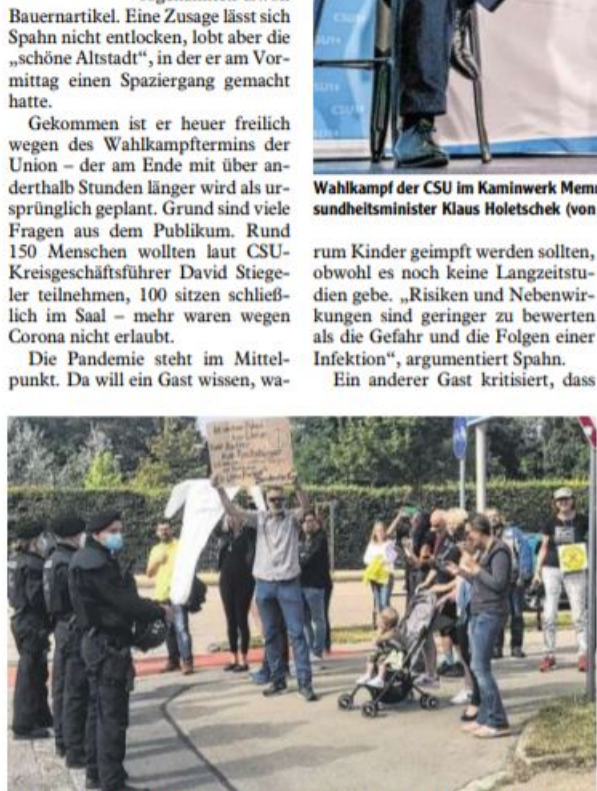 Bauernartikel. Eine Zusage lässt sich
Spahn nicht entlocken, lobt aber die
„schöne Altstadt“, in der er am Vor-
mittag einen Spaziergang gemacht
hatte.
Gekommen ist er heuer freilich
wegen des Wahlkampftermins der
Union – der am Ende mit über an-
derthalb Stunden länger wird als ur-
sprünglich geplant. Grund sind viele
Fragen aus dem Publikum. Rund
150 Menschen wollten laut CSU-
Kreisgeschäftsführer David Stiege-
ler teilnehmen, 100 sitzen schließ-
lich im Saal – mehr waren wegen
Corona nicht erlaubt.
Die Pandemie steht im Mittel-
punkt. Da will ein Gast wissen, wa-
CSU
CSU
CSU
Wahlkampf der CSU im Kaminwerk Mem
sundheitsminister Klaus Holetschek (von
rum Kinder geimpft werden sollten,
obwohl es noch keine Langzeitstu-
dien gebe. „Risiken und Nebenwir-
kungen sind geringer zu bewerten
als die Gefahr und die Folgen einer
Infektion“, argumentiert Spahn.
Ein anderer Gast kritisiert, dass